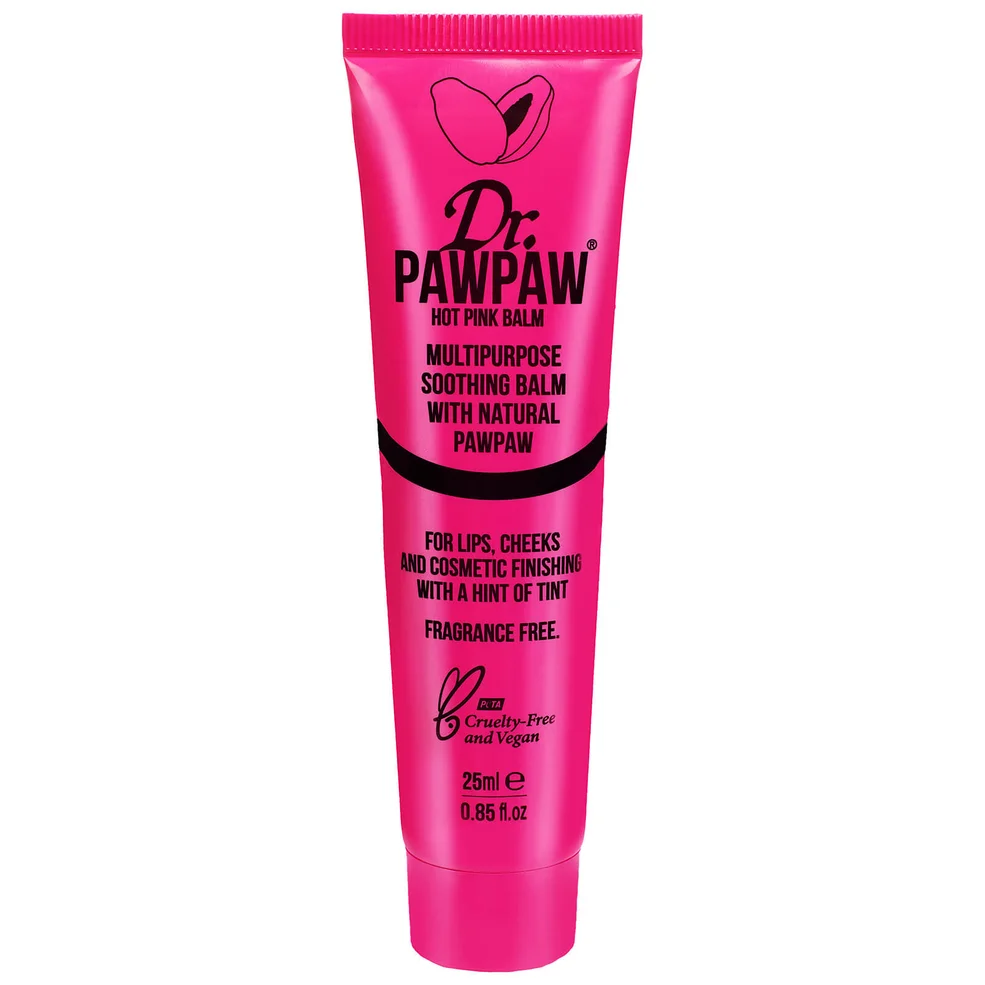 Dr.
PAWPAW®
HOT PINK BALM
MULTIPURPOSE
SOOTHING BALM
WITH NATURAL
PAWPAW
FOR LIPS, CHEEKS
AND COSMETIC FINISHING
WITH A HINT OF TINT
FRAGRANCE FREE.
PETA
Cruelty-Free
and Vegan
25ml ℮
0.85 fl.oz